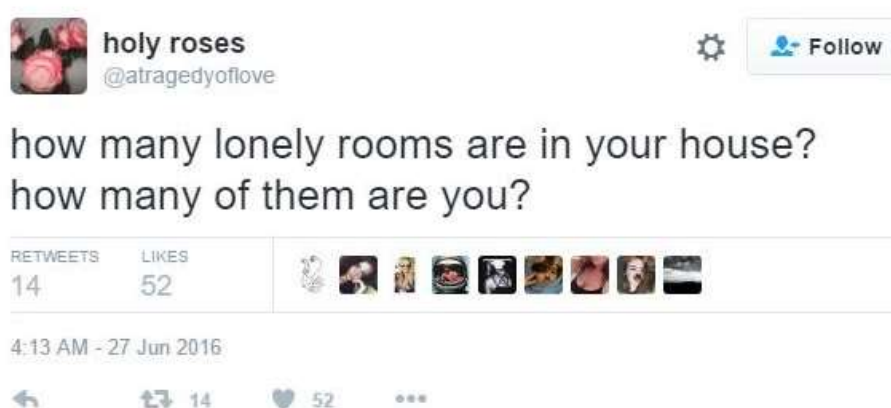 holy roses
@atragedyoflove
Follow
how many lonely rooms are in your house?
how many of them are you?
RETWEETS LIKES
14 52
4:13 AM - 27 Jun 2016
14 52